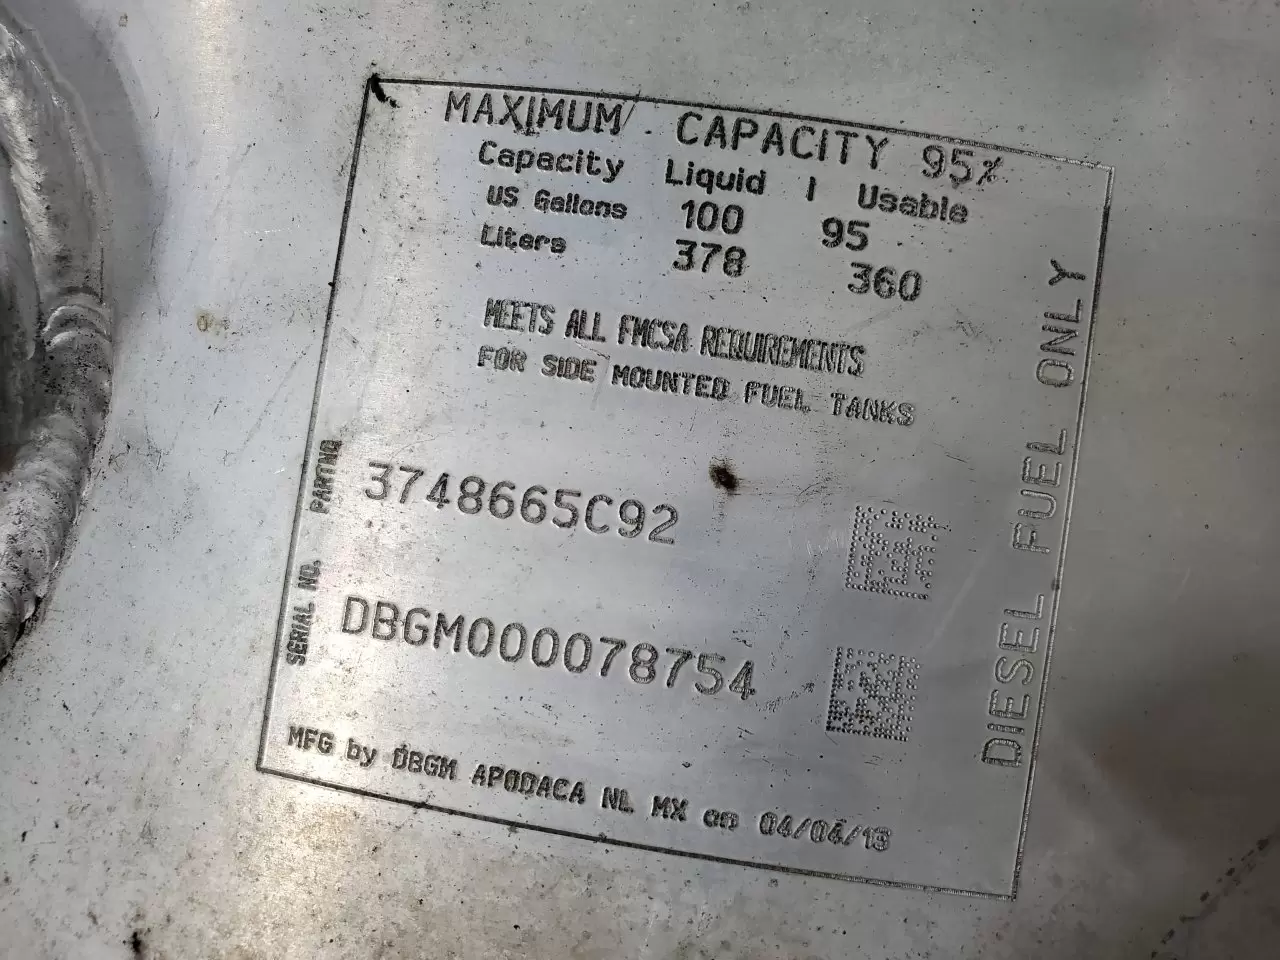 MAXIMUM CAPACITY 95%
Capacity Liquid | Usable
US Gallons 100 95
Liters 378 360
MEETS ALL FMCSA REQUIREMENTS
FOR SIDE MOUNTED FUEL TANKS
PART NO 3748665C92
SERIAL NO. DBGM000078754
MFG by DBGM APODACA NL MX on 04/04/13
DIESEL FUEL ONLY